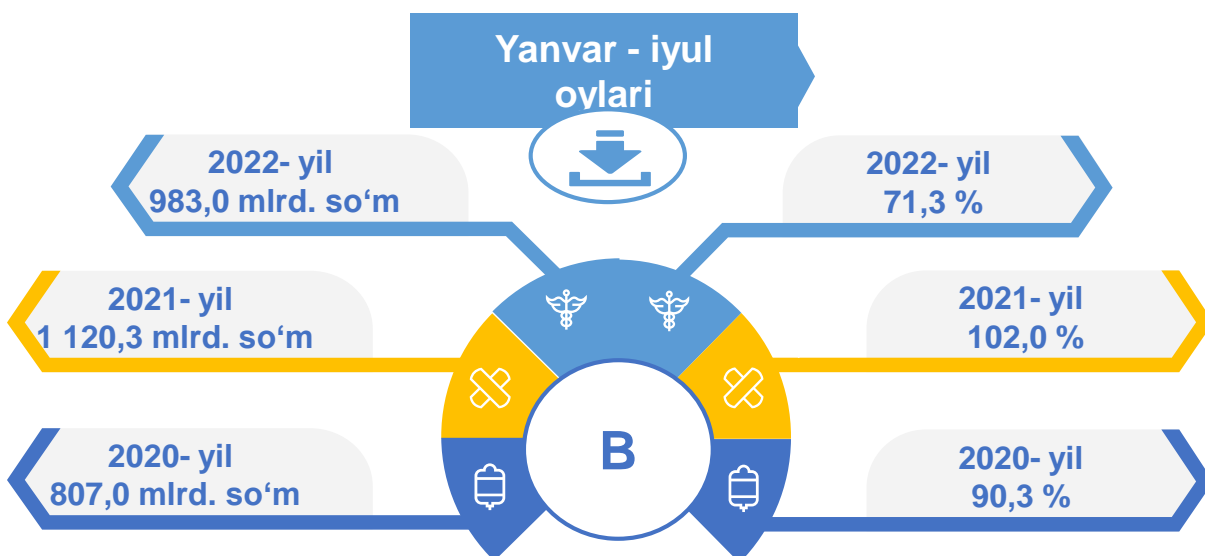 Yanvar - iyul
oylari
2022- yil
983,0 mlrd. so‘m
2022- yil
71,3 %
2021- yil
1 120,3 mlrd. so‘m
2021- yil
102,0 %
2020- yil
807,0 mlrd. so‘m
2020- yil
90,3 %
B